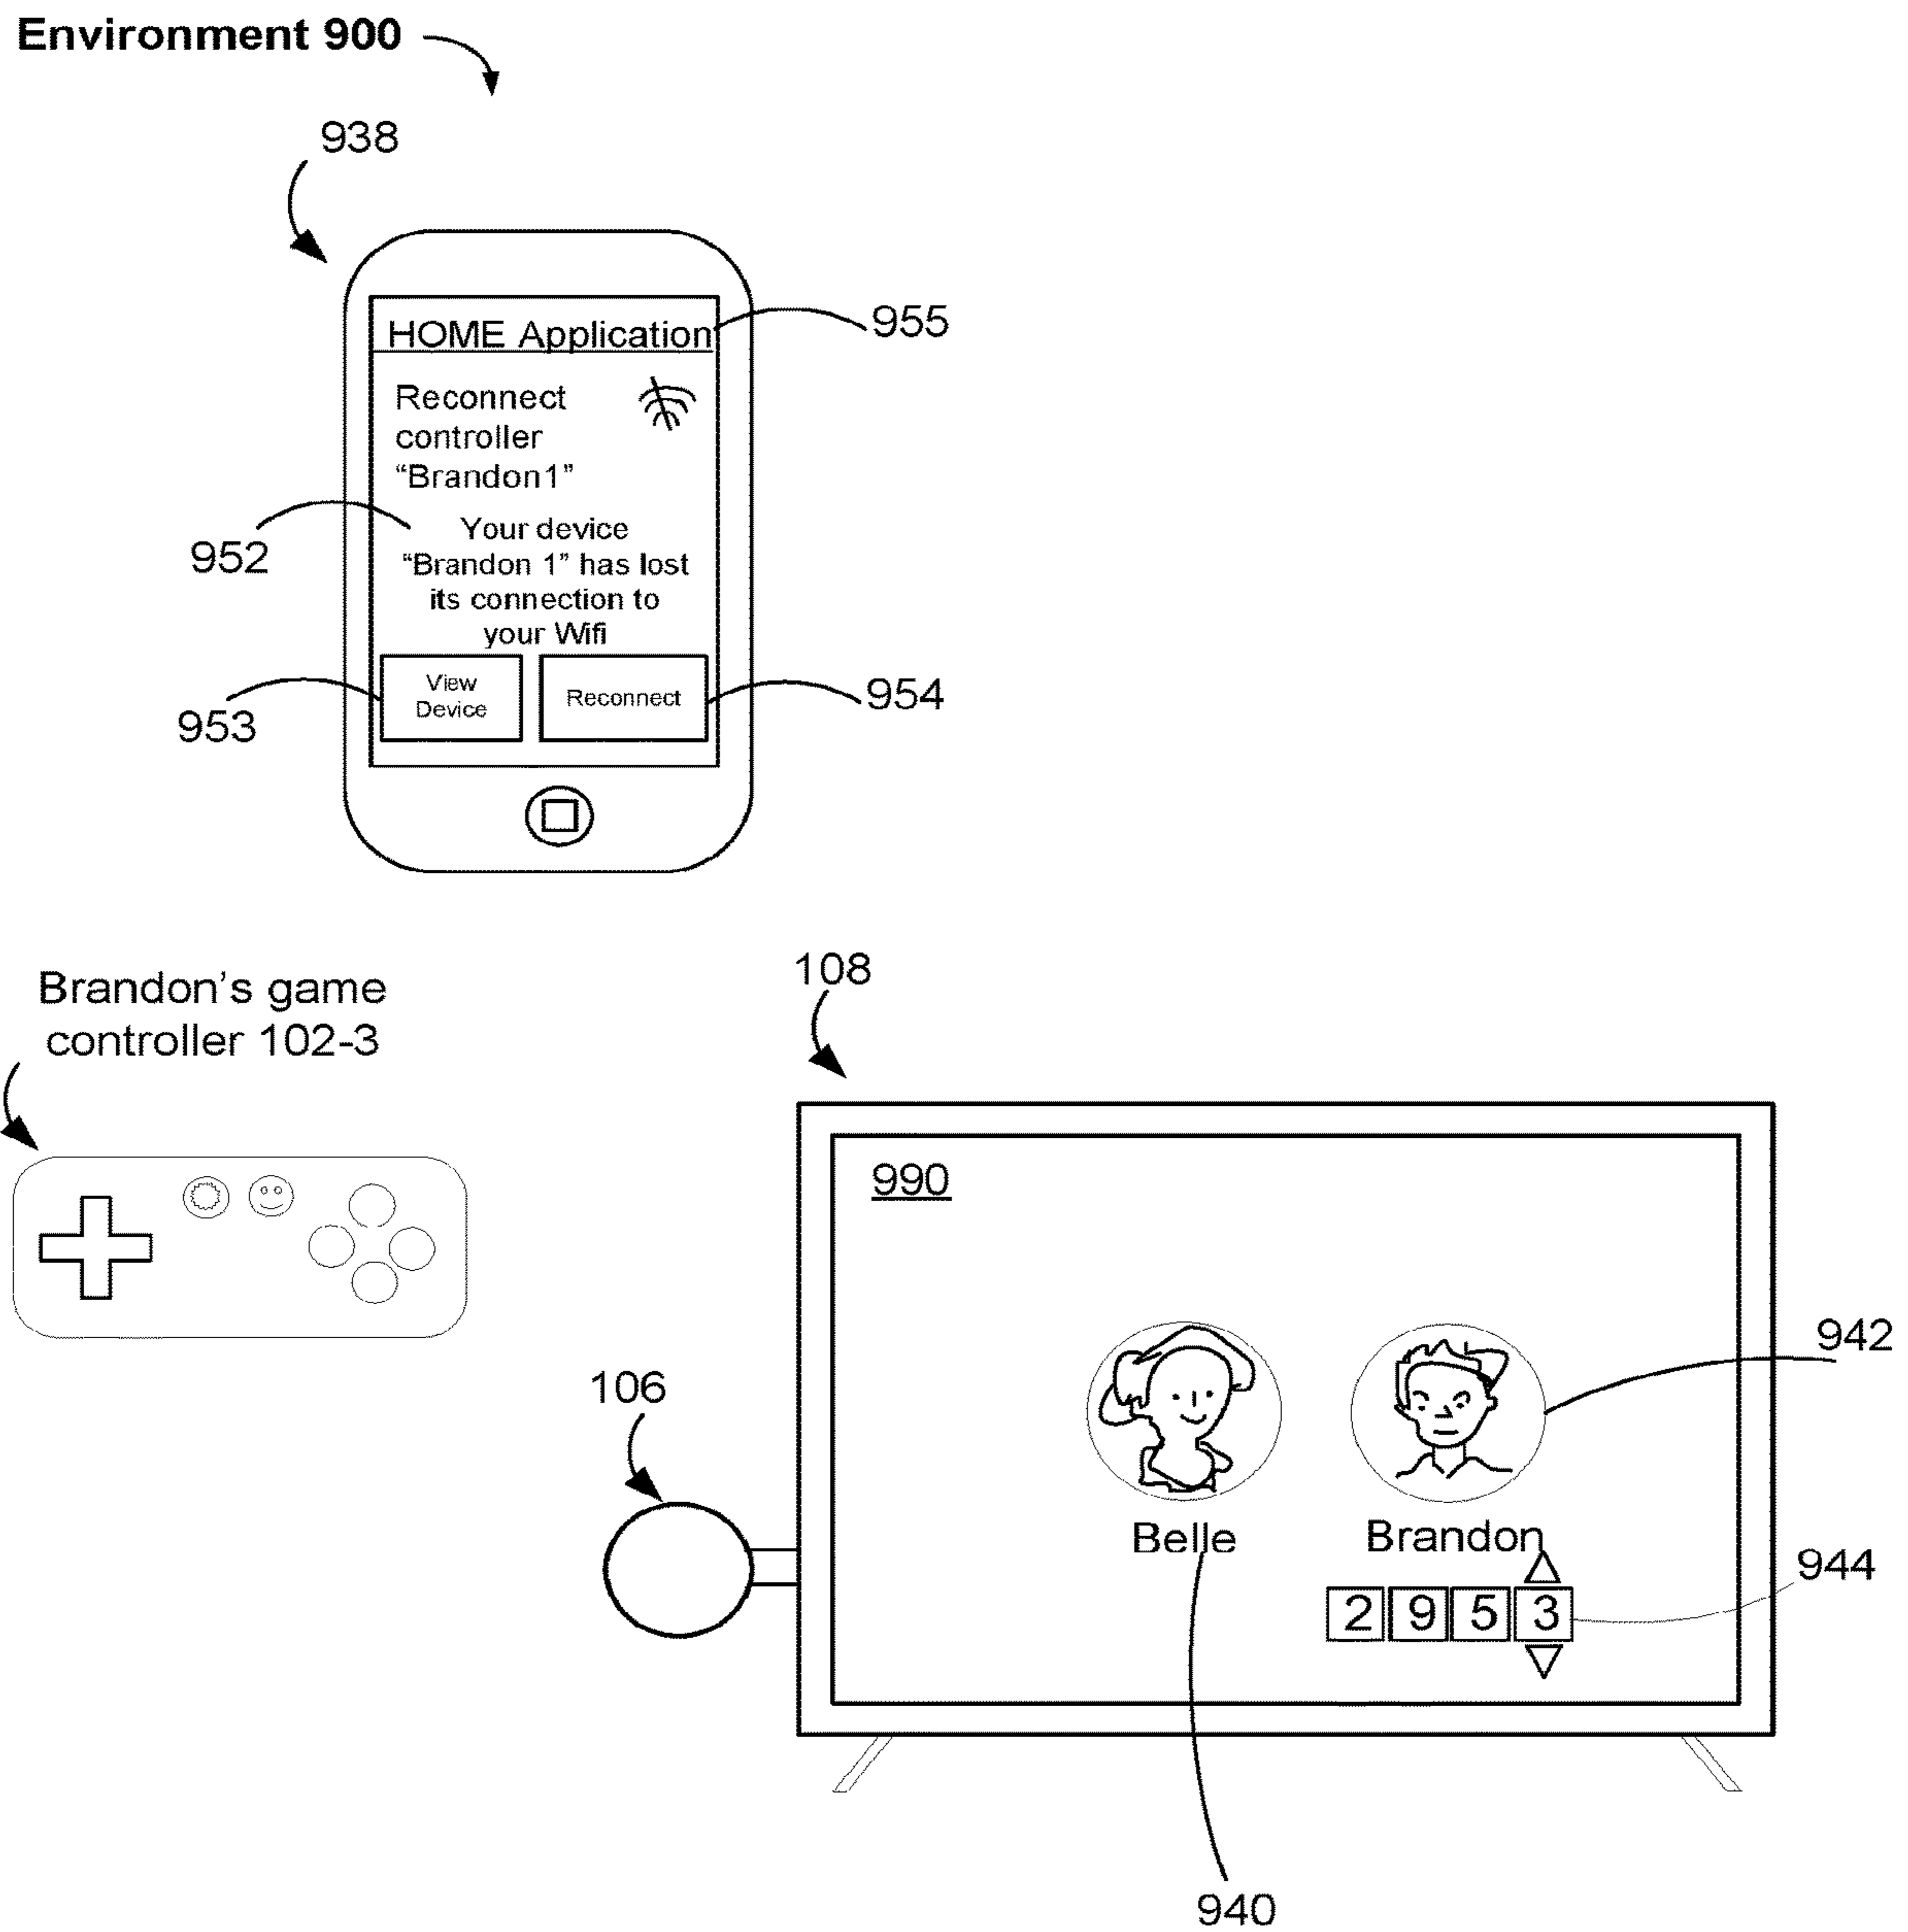 Environment 900
938
HOME Application
955
Reconnect
controller
“Brandon1”
Your device
“Brandon 1” has lost
its connection to
your Wifi
952
View
Device
Reconnect
953
954
Brandon’s game
controller 102-3
108
990
942
106
Belle
Brandon
944
2 9 5 3
940